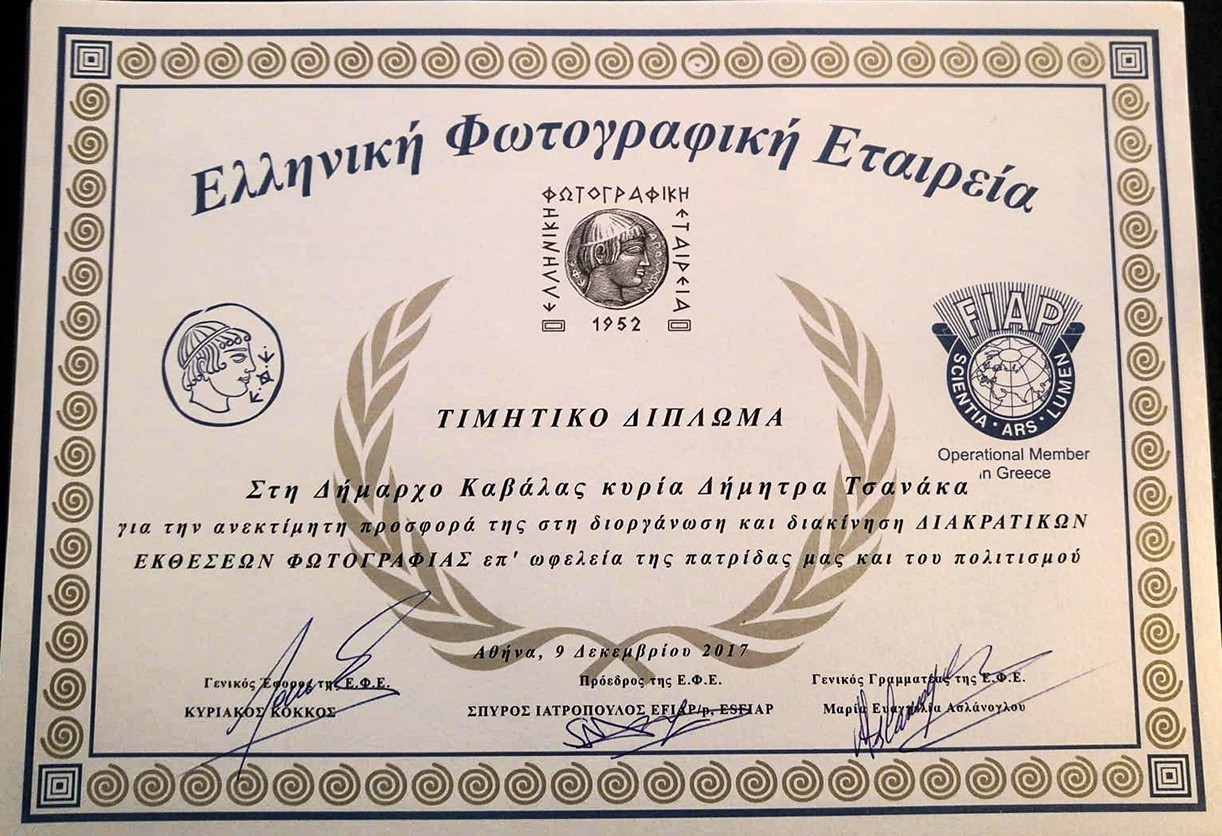 Ελληνική Φωτογραφική Εταιρεία
ΕΛΛΗΝΙΚΗ ΦΩΤΟΓΡΑΦΙΚΗ ΕΤΑΙΡΕΙΑ
1952
FIAP
SCIENTIA · ARS · LUMEN
Operational Member
in Greece
ΤΙΜΗΤΙΚΟ ΔΙΠΛΩΜΑ
Στη Δήμαρχο Καβάλας κυρία Δήμητρα Τσανάκα
για την ανεκτίμητη προσφορά της στη διοργάνωση και διακίνηση ΔΙΑΚΡΑΤΙΚΩΝ
ΕΚΘΕΣΕΩΝ ΦΩΤΟΓΡΑΦΙΑΣ επ' ωφελεία της πατρίδας μας και του πολιτισμού
Αθήνα, 9 Δεκεμβρίου 2017
Γενικός Έφορος της Ε.Φ.Ε.
ΚΥΡΙΑΚΟΣ ΚΟΚΚΟΣ
Πρόεδρος της Ε.Φ.Ε.
ΣΠΥΡΟΣ ΙΑΤΡΟΠΟΥΛΟΣ EFIAP/p, ESFIAP
Γενικός Γραμματέας της Ε.Φ.Ε.
Μαρία Ευαγγελία Ασλάνογλου